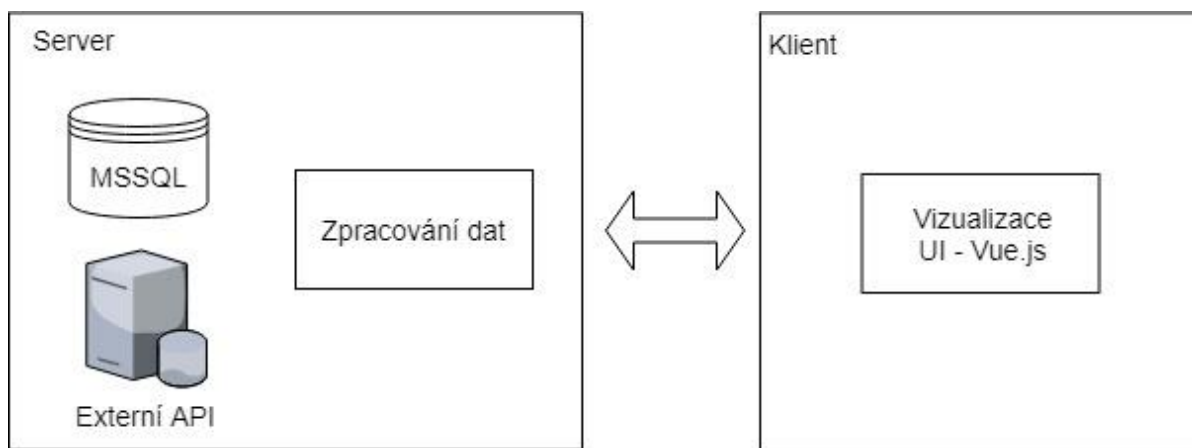 Server
MSSQL
Zpracování dat
Externí API
Klient
Vizualizace
UI - Vue.js